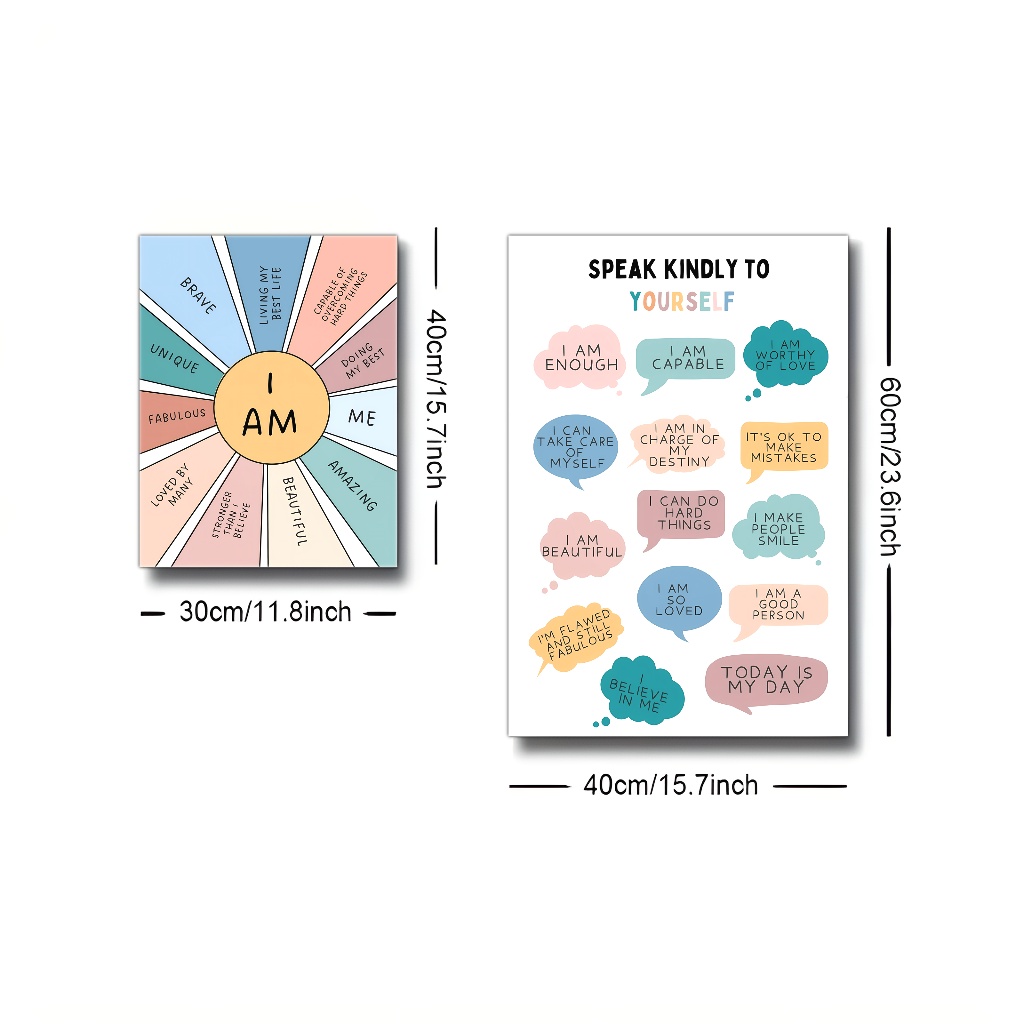 BRAVE
LIVING MY
BEST LIFE
CAPABLE OF
OVERCOMING
HARD THINGS
UNIQUE
DOING
MY BEST
FABULOUS
I
AM
ME
LOVED BY
MANY
STRONGER
THAN I
BELIEVE
BEAUTIFUL
AMAZING
40cm/15.7inch
30cm/11.8inch
SPEAK KINDLY TO
YOURSELF
I AM
ENOUGH
I AM
CAPABLE
I AM
WORTHY
OF LOVE
I CAN
TAKE CARE
OF
MYSELF
I AM IN
CHARGE OF
MY
DESTINY
IT'S OK TO
MAKE
MISTAKES
I AM
BEAUTIFUL
I CAN DO
HARD
THINGS
I MAKE
PEOPLE
SMILE
I'M FLAWED
AND STILL
FABULOUS
I AM
SO
LOVED
I AM A
GOOD
PERSON
I
BELIEVE
IN ME
TODAY IS
MY DAY
60cm/23.6inch
40cm/15.7inch